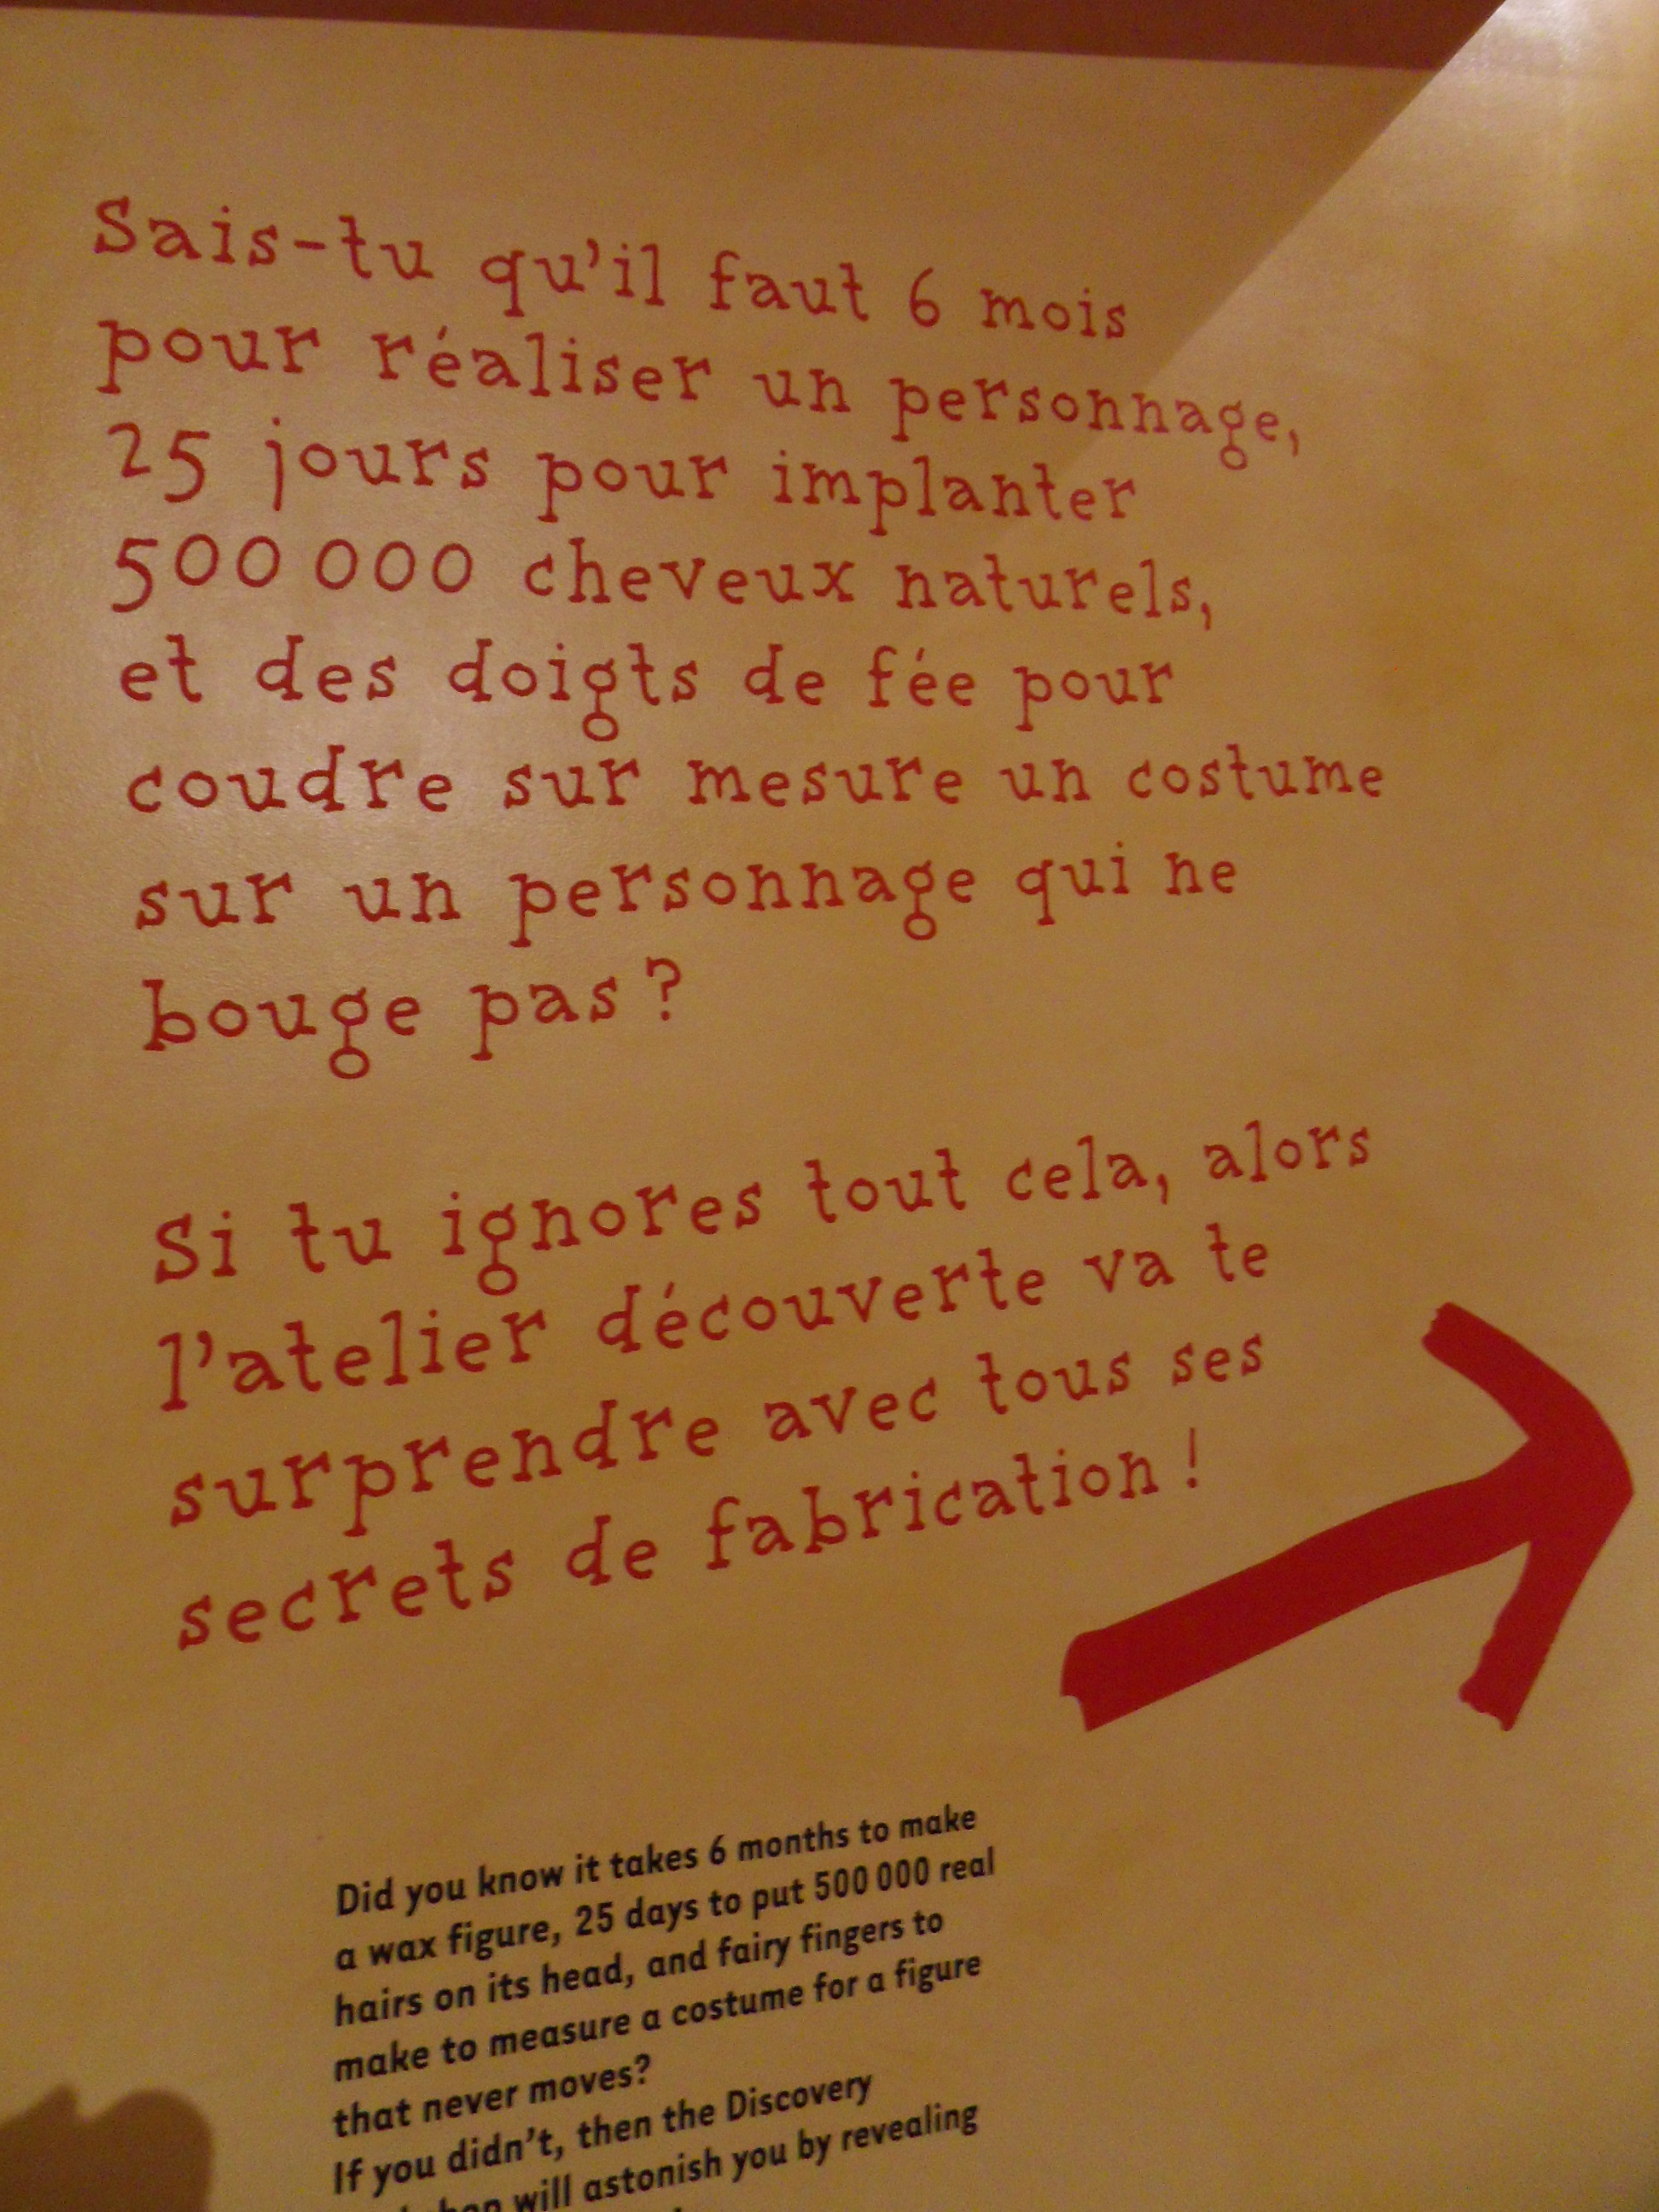 Sais-tu qu'il faut 6 mois
pour réaliser un personnage,
25 jours pour implanter
500 000 cheveux naturels,
et des doigts de fée pour
coudre sur mesure un costume
sur un personnage qui ne
bouge pas ?
Si tu ignores tout cela, alors
l'atelier découverte va te
surprendre avec tous ses
secrets de fabrication !
Did you know it takes 6 months to make
a wax figure, 25 days to put 500 000 real
hairs on its head, and fairy fingers to
make to measure a costume for a figure
that never moves?
If you didn't, then the Discovery
will astonish you by revealing